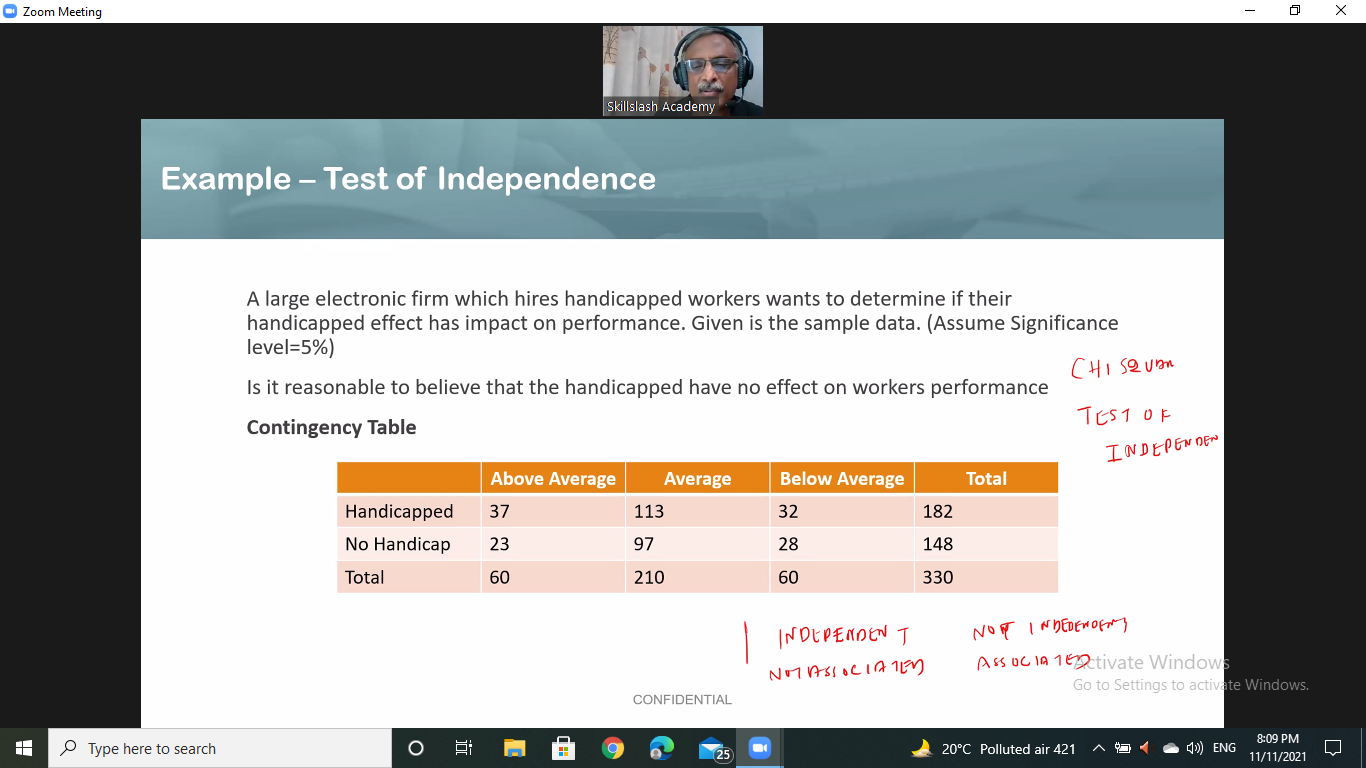 Zoom Meeting
Skillslash Academy
Example – Test of Independence
A large electronic firm which hires handicapped workers wants to determine if their
handicapped effect has impact on performance. Given is the sample data. (Assume Significance
level=5%)
Is it reasonable to believe that the handicapped have no effect on workers performance
CHI SQUAR
Contingency Table
TEST OF
INDEPENDEN
Above Average Average Below Average Total
Handicapped 37 113 32 182
No Handicap 23 97 28 148
Total 60 210 60 330
INDEPENDENT NOT INDEPENDENT
NOT ASSOCIATED ASSOCIATED
Activate Windows
Go to Settings to activate Windows.
CONFIDENTIAL
Type here to search
25
20°C Polluted air 421
ENG
8:09 PM
11/11/2021